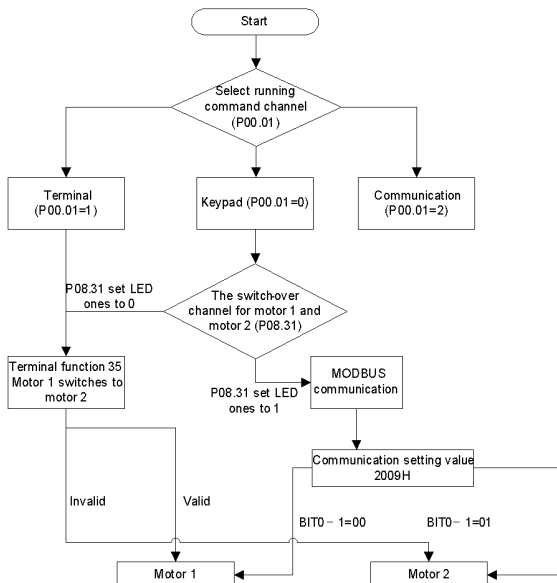 Start
Select running
command channel
(P00.01)
Terminal
(P00.01=1)
Keypad (P00.01=0)
Communication
(P00.01=2)
P08.31 set LED
ones to 0
The switch-over
channel for motor 1 and
motor 2 (P08.31)
Terminal function 35
Motor 1 switches to
motor 2
P08.31 set LED
ones to 1
MODBUS
communication
Communication setting value
2009H
Invalid
Valid
BIT0－1=00
BIT0－1=01
Motor 1
Motor 2